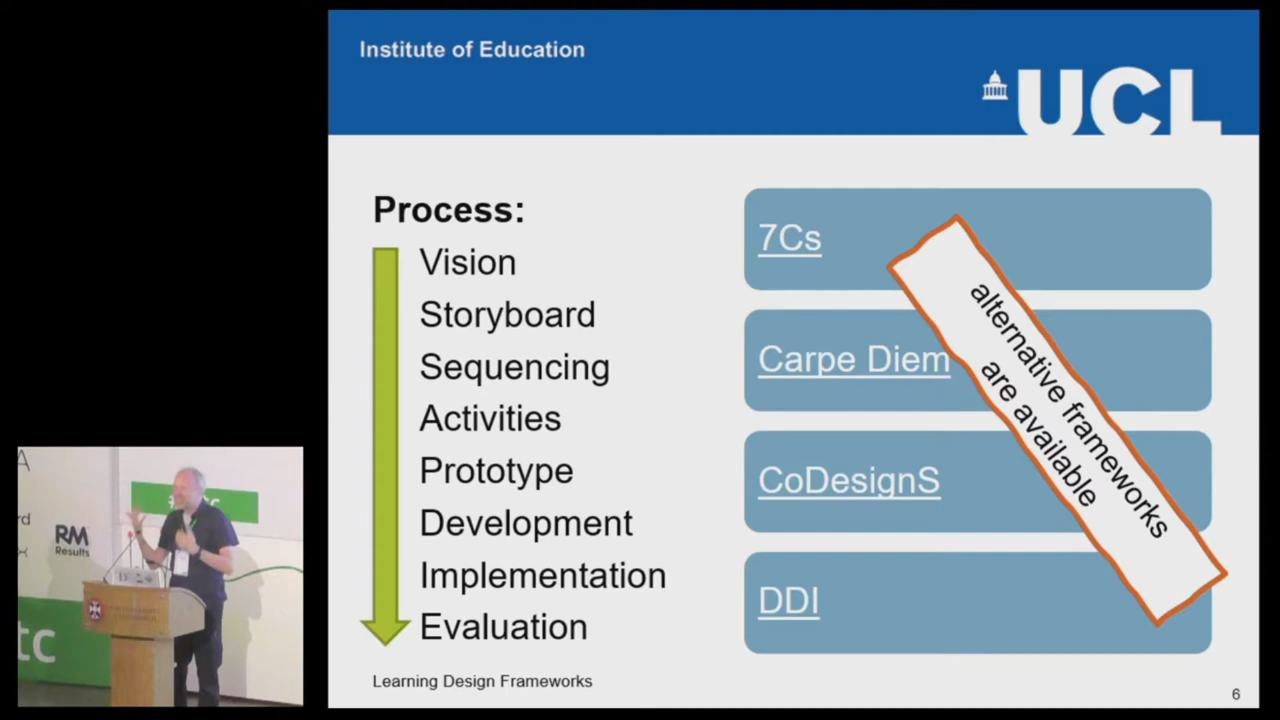 Institute of Education
UCL
Process:
Vision
Storyboard
Sequencing
Activities
Prototype
Development
Implementation
Evaluation
7Cs
Carpe Diem
CoDesignS
DDI
alternative frameworks
are available
Learning Design Frameworks
6
RM
Results
tc